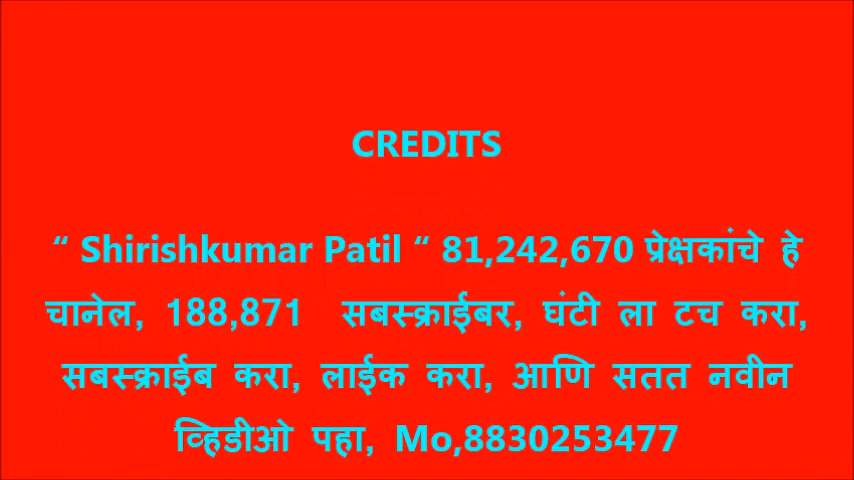 CREDITS
“ Shirishkumar Patil “ 81,242,670 प्रेक्षकांचे हे
चानेल, 188,871 सबस्क्राईबर, घंटी ला टच करा,
सबस्क्राईब करा, लाईक करा, आणि सतत नवीन
व्हिडीओ पहा, Mo,8830253477